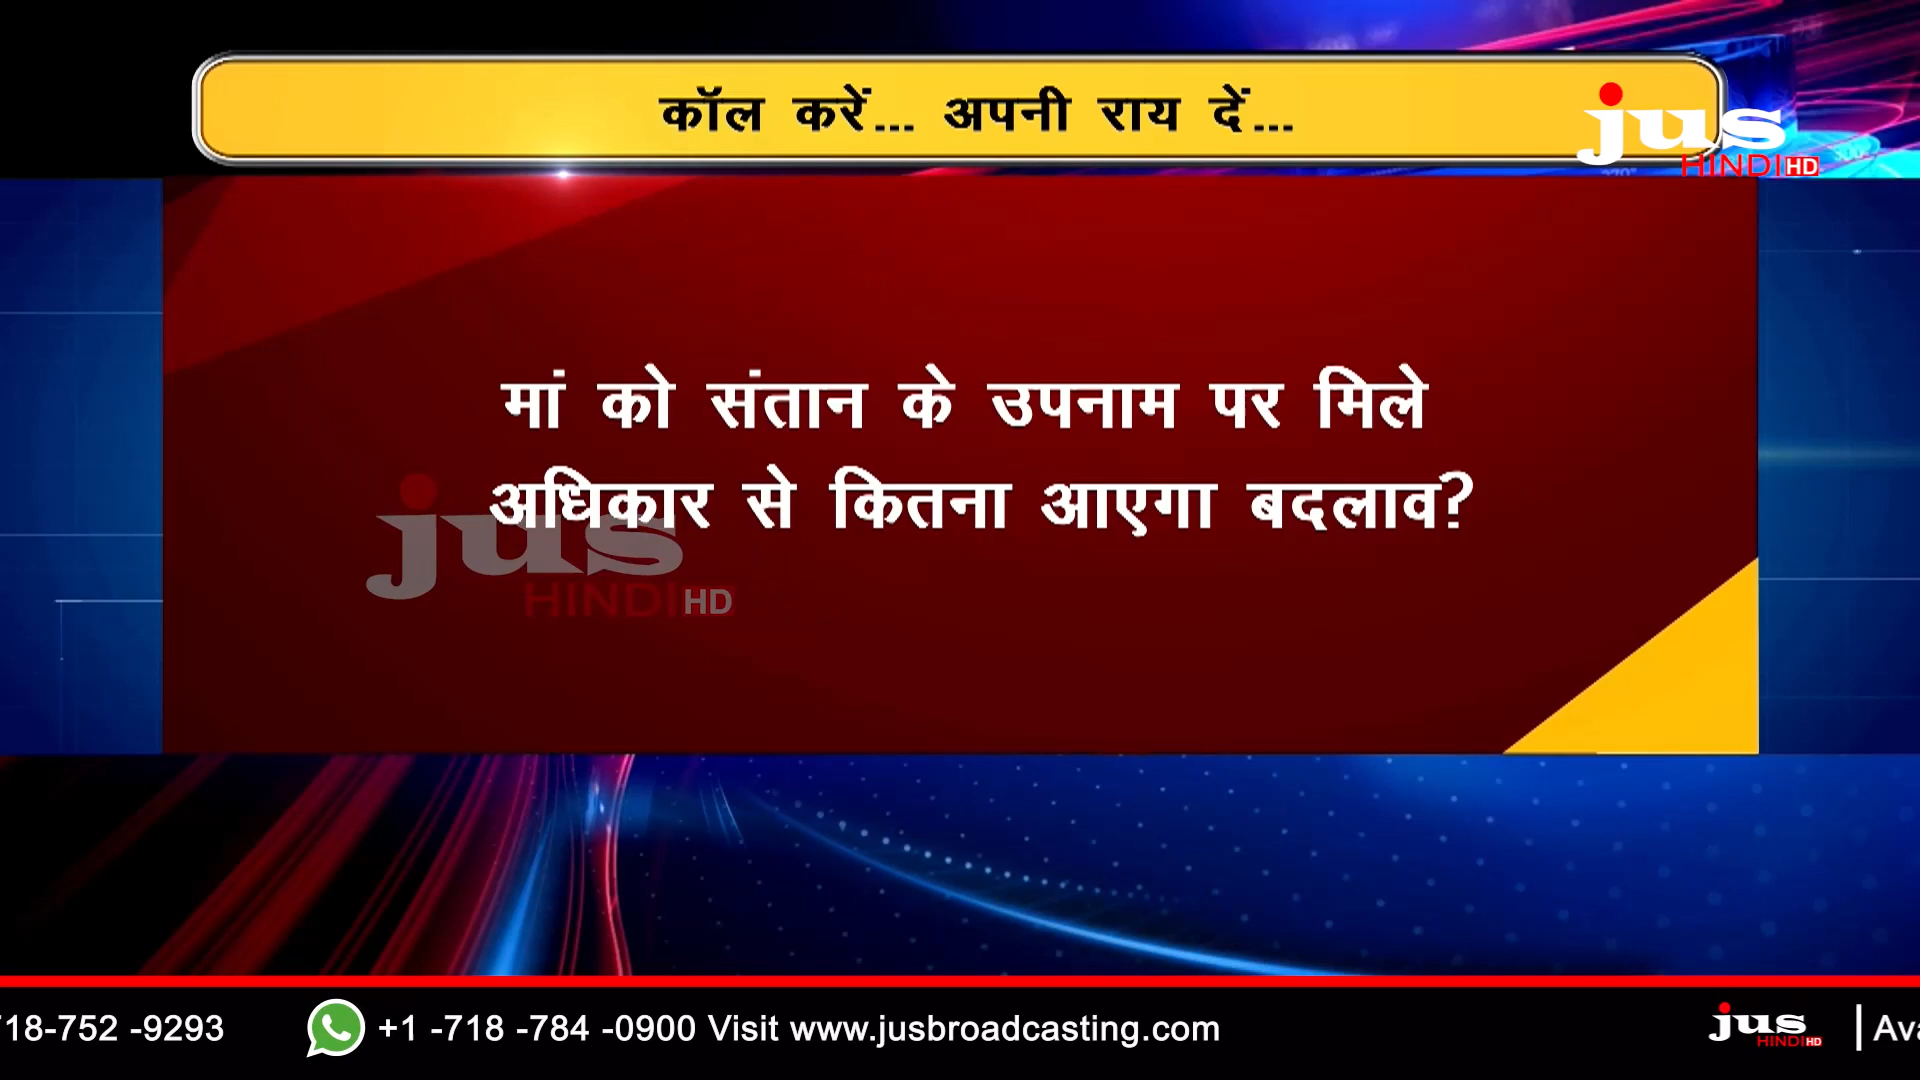 कॉल करें... अपनी राय दें...
jus
HINDI HD
मां को संतान के उपनाम पर मिले
अधिकार से कितना आएगा बदलाव?
jus
HINDI HD
18-752 -9293 +1 -718 -784 -0900 Visit www.jusbroadcasting.com
jus
HINDI HD